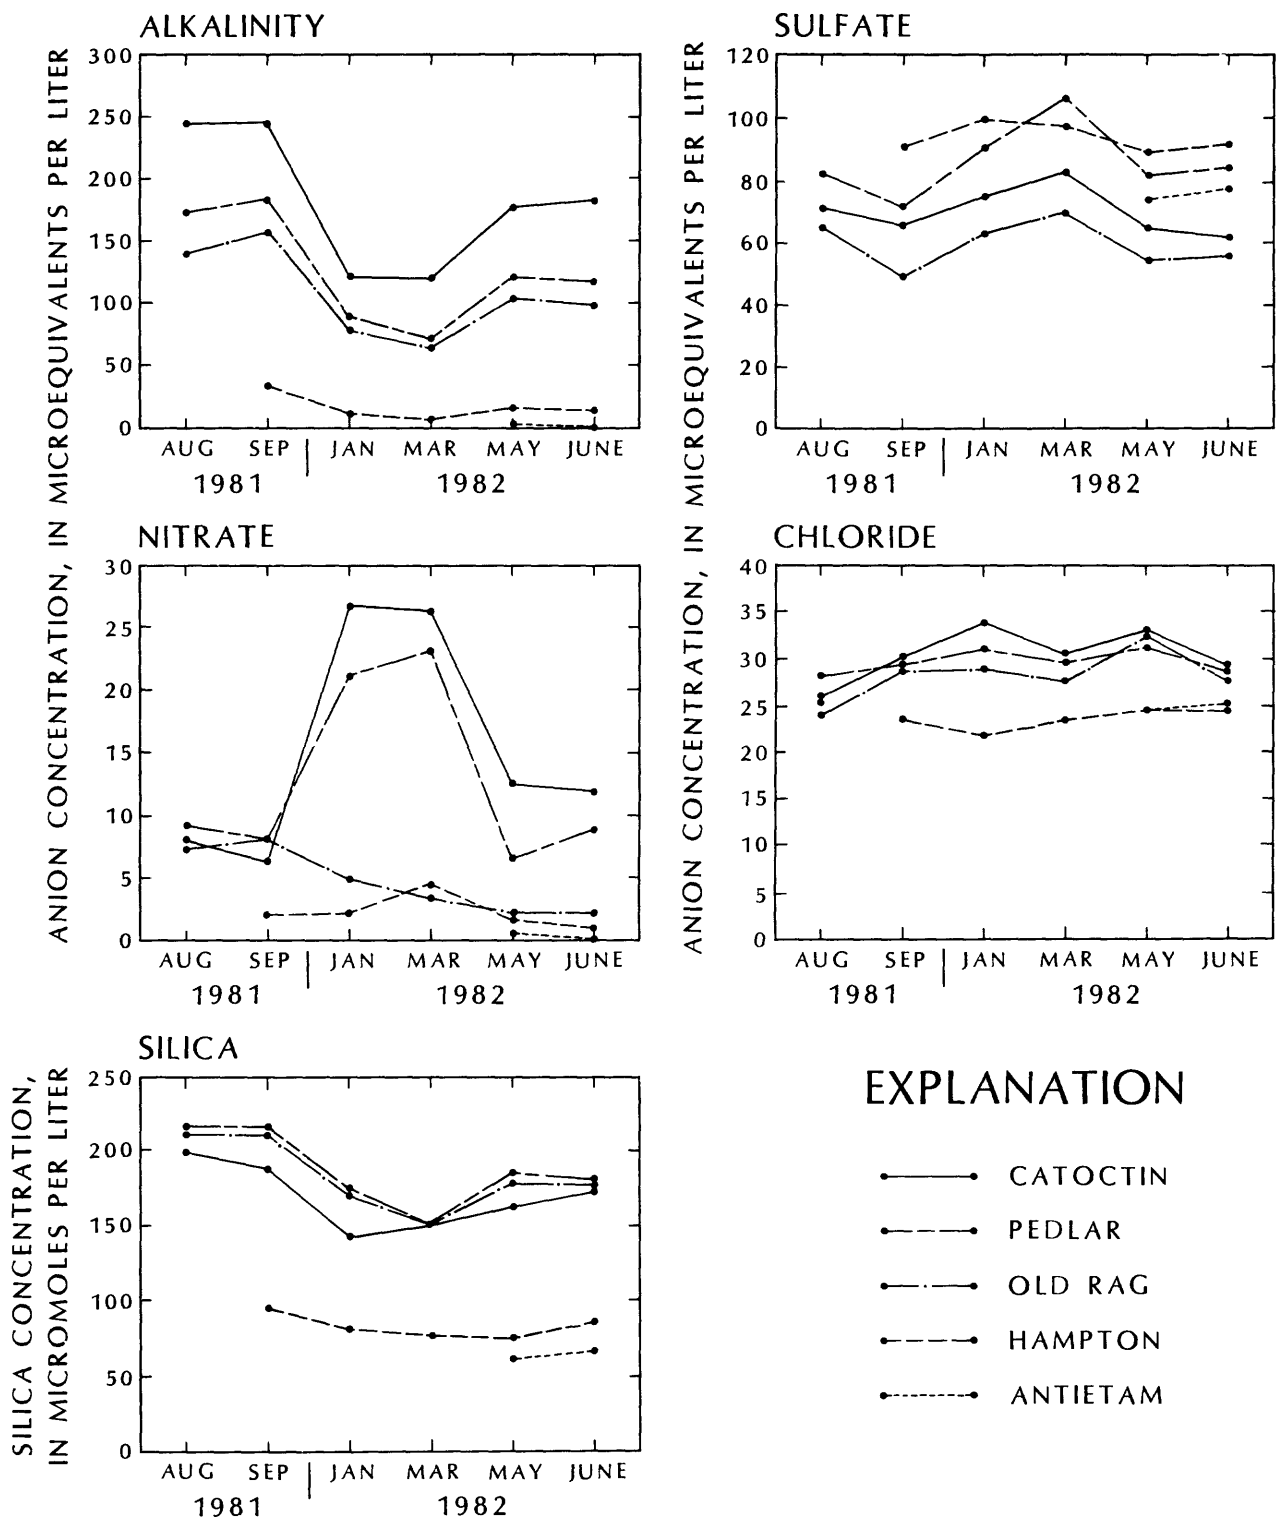 ALKALINITY
ANION CONCENTRATION, IN MICROEQUIVALENTS PER LITER
300
250
200
150
100
50
0
AUG SEP JAN MAR MAY JUNE
1981 1982
SULFATE
ANION CONCENTRATION, IN MICROEQUIVALENTS PER LITER
120
100
80
60
40
20
0
AUG SEP JAN MAR MAY JUNE
1981 1982
NITRATE
30
25
20
15
10
5
0
AUG SEP JAN MAR MAY JUNE
1981 1982
CHLORIDE
40
35
30
25
20
15
10
5
0
AUG SEP JAN MAR MAY JUNE
1981 1982
SILICA
SILICA CONCENTRATION,
IN MICROMOLES PER LITER
250
200
150
100
50
0
AUG SEP JAN MAR MAY JUNE
1981 1982
EXPLANATION
CATOCTIN
PEDLAR
OLD RAG
HAMPTON
ANTIETAM